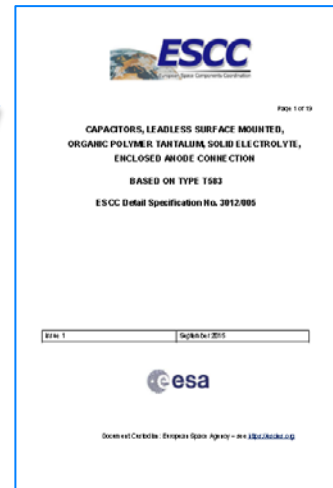 ESCC
European Space Components Coordination
Page 1 of 19
CAPACITORS, LEADLESS SURFACE MOUNTED,
ORGANIC POLYMER TANTALUM, SOLID ELECTROLYTE,
ENCLOSED ANODE CONNECTION
BASED ON TYPE T583
ESCC Detail Specification No. 3012/005
Issue 1 September 2015
esa
Document Custodian: European Space Agency – see https://escies.org